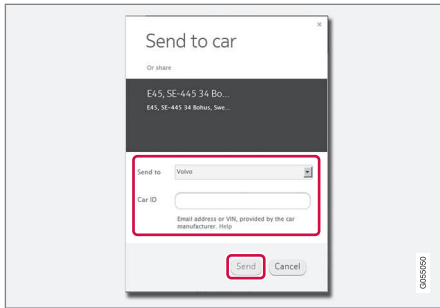 ×
Send to car
Or share
E45, SE-445 34 Bo...
E45, SE-445 34 Bohus, Swe...
Send to Volvo
Car ID
Email address or VIN, provided by the car
manufacturer. Help
Send Cancel
G055050